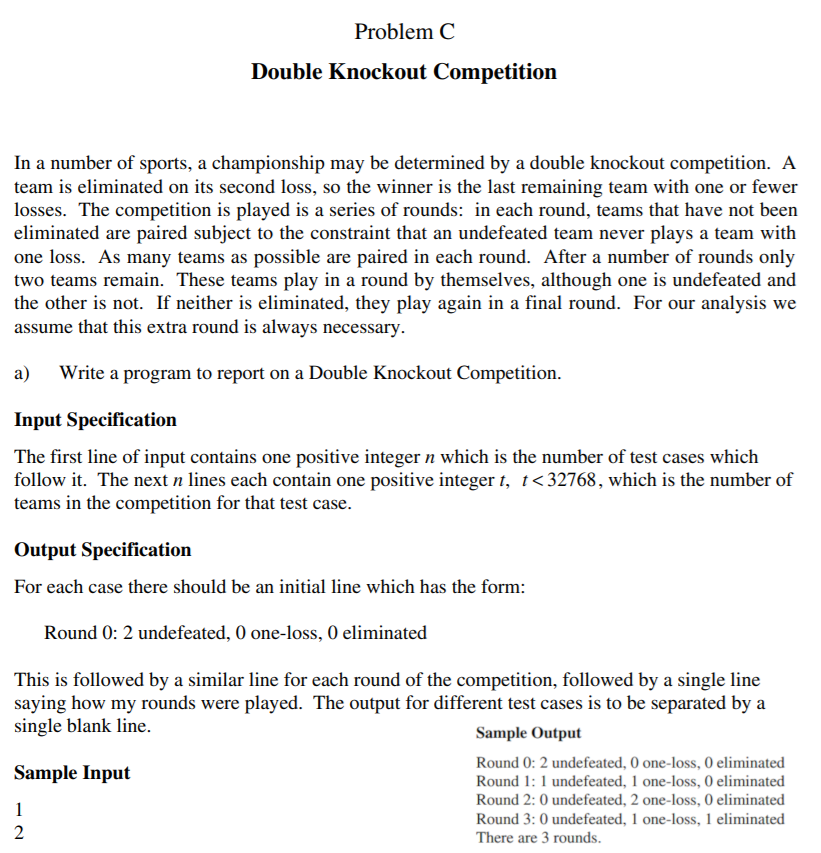 Problem C
Double Knockout Competition
In a number of sports, a championship may be determined by a double knockout competition. A
team is eliminated on its second loss, so the winner is the last remaining team with one or fewer
losses. The competition is played is a series of rounds: in each round, teams that have not been
eliminated are paired subject to the constraint that an undefeated team never plays a team with
one loss. As many teams as possible are paired in each round. After a number of rounds only
two teams remain. These teams play in a round by themselves, although one is undefeated and
the other is not. If neither is eliminated, they play again in a final round. For our analysis we
assume that this extra round is always necessary.
a) Write a program to report on a Double Knockout Competition.
Input Specification
The first line of input contains one positive integer n which is the number of test cases which
follow it. The next n lines each contain one positive integer t, t < 32768, which is the number of
teams in the competition for that test case.
Output Specification
For each case there should be an initial line which has the form:
Round 0: 2 undefeated, 0 one-loss, 0 eliminated
This is followed by a similar line for each round of the competition, followed by a single line
saying how my rounds were played. The output for different test cases is to be separated by a
single blank line.
Sample Input
1
2
Sample Output
Round 0: 2 undefeated, 0 one-loss, 0 eliminated
Round 1: 1 undefeated, 1 one-loss, 0 eliminated
Round 2: 0 undefeated, 2 one-loss, 0 eliminated
Round 3: 0 undefeated, 1 one-loss, 1 eliminated
There are 3 rounds.